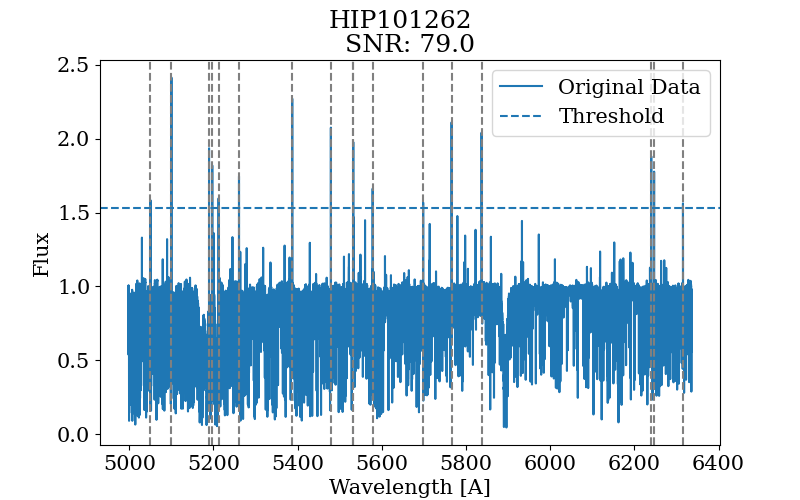 HIP101262
SNR: 79.0
Original Data
Threshold
Flux
2.5
2.0
1.5
1.0
0.5
0.0
5000 5200 5400 5600 5800 6000 6200 6400
Wavelength [A]